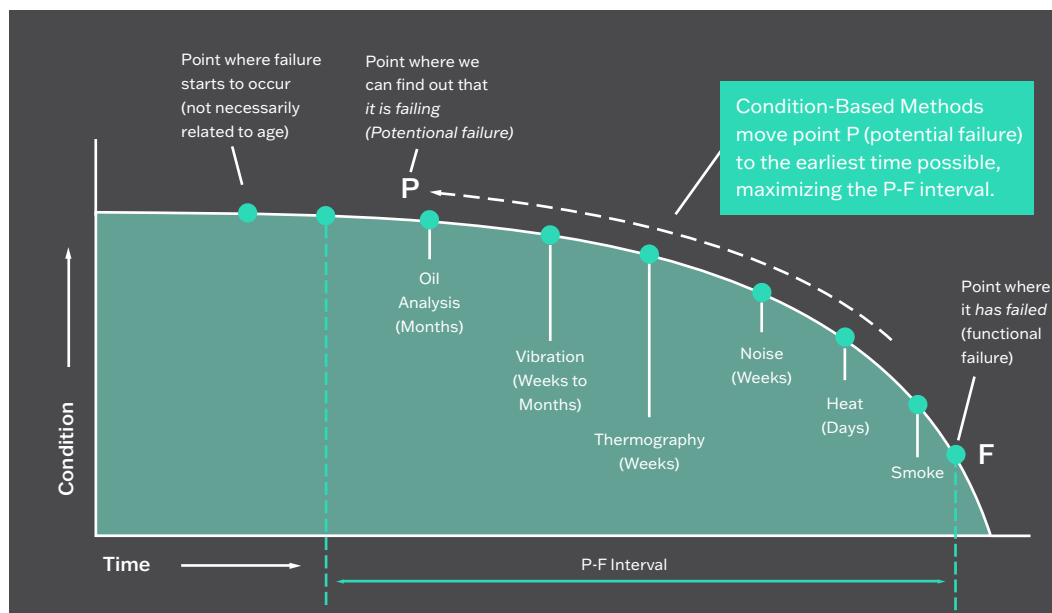 Point where failure
starts to occur
(not necessarily
related to age)
Point where we
can find out that
it is failing
(Potentional failure)
Condition-Based Methods
move point P (potential failure)
to the earliest time possible,
maximizing the P-F interval.
P
Oil
Analysis
(Months)
Vibration
(Weeks to
Months)
Thermography
(Weeks)
Noise
(Weeks)
Heat
(Days)
Smoke
Point where
it has failed
(functional
failure)
F
Condition
Time
P-F Interval